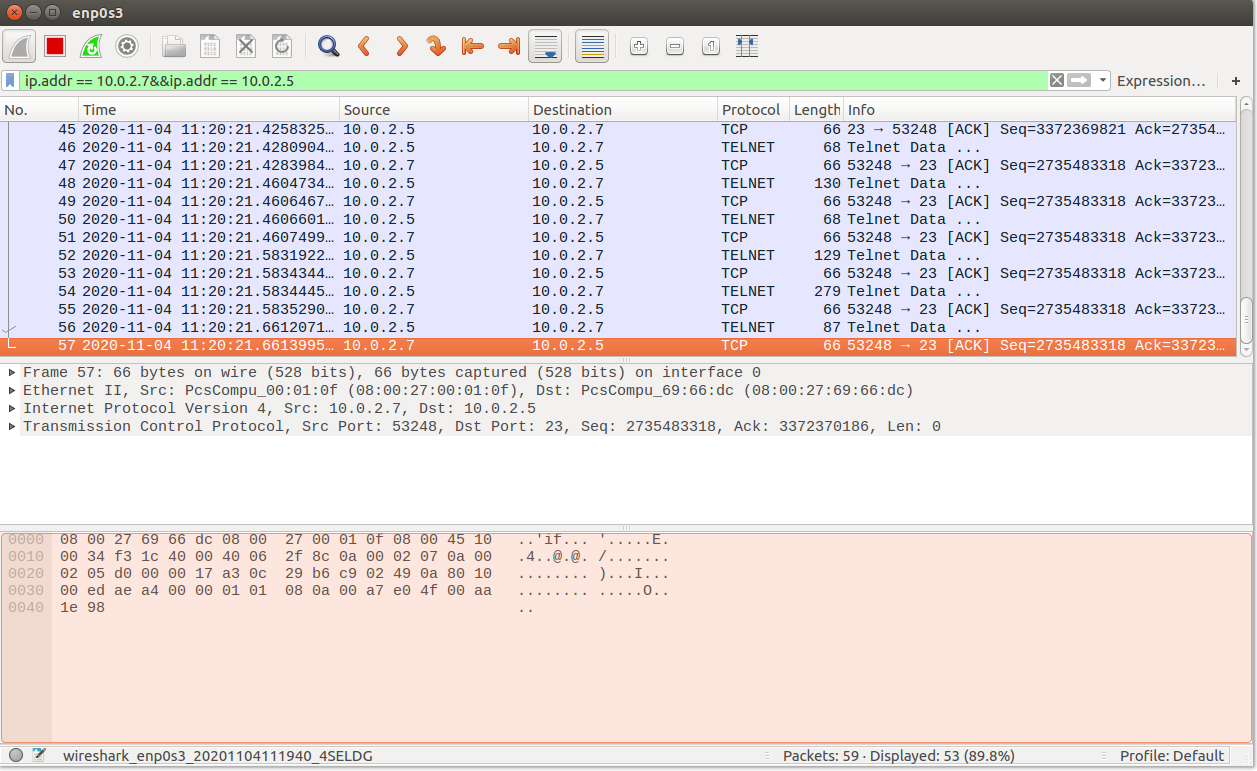 enp0s3
ip.addr == 10.0.2.7&&ip.addr == 10.0.2.5 Expression… +
No. Time Source Destination Protocol Length Info
45 2020-11-04 11:20:21.4258325… 10.0.2.5 10.0.2.7 TCP 66 23 → 53248 [ACK] Seq=3372369821 Ack=27354…
46 2020-11-04 11:20:21.4280904… 10.0.2.5 10.0.2.7 TELNET 68 Telnet Data ...
47 2020-11-04 11:20:21.4283984… 10.0.2.7 10.0.2.5 TCP 66 53248 → 23 [ACK] Seq=2735483318 Ack=33723…
48 2020-11-04 11:20:21.4604734… 10.0.2.5 10.0.2.7 TELNET 130 Telnet Data ...
49 2020-11-04 11:20:21.4606467… 10.0.2.7 10.0.2.5 TCP 66 53248 → 23 [ACK] Seq=2735483318 Ack=33723…
50 2020-11-04 11:20:21.4606601… 10.0.2.5 10.0.2.7 TELNET 68 Telnet Data ...
51 2020-11-04 11:20:21.4607499… 10.0.2.7 10.0.2.5 TCP 66 53248 → 23 [ACK] Seq=2735483318 Ack=33723…
52 2020-11-04 11:20:21.5831922… 10.0.2.5 10.0.2.7 TELNET 129 Telnet Data ...
53 2020-11-04 11:20:21.5834344… 10.0.2.7 10.0.2.5 TCP 66 53248 → 23 [ACK] Seq=2735483318 Ack=33723…
54 2020-11-04 11:20:21.5834445… 10.0.2.5 10.0.2.7 TELNET 279 Telnet Data ...
55 2020-11-04 11:20:21.5835290… 10.0.2.7 10.0.2.5 TCP 66 53248 → 23 [ACK] Seq=2735483318 Ack=33723…
56 2020-11-04 11:20:21.6612071… 10.0.2.5 10.0.2.7 TELNET 87 Telnet Data ...
57 2020-11-04 11:20:21.6613995… 10.0.2.7 10.0.2.5 TCP 66 53248 → 23 [ACK] Seq=2735483318 Ack=33723…
Frame 57: 66 bytes on wire (528 bits), 66 bytes captured (528 bits) on interface 0
Ethernet II, Src: PcsCompu_00:01:0f (08:00:27:00:01:0f), Dst: PcsCompu_69:66:dc (08:00:27:69:66:dc)
Internet Protocol Version 4, Src: 10.0.2.7, Dst: 10.0.2.5
Transmission Control Protocol, Src Port: 53248, Dst Port: 23, Seq: 2735483318, Ack: 3372370186, Len: 0
0000 08 00 27 69 66 dc 08 00 27 00 01 0f 08 00 45 10 ..'if... '.....E.
0010 00 34 f3 1c 40 00 40 06 2f 8c 0a 00 02 07 0a 00 .4..@.@. /.......
0020 02 05 d0 00 00 17 a3 0c 29 b6 c9 02 49 0a 80 10 ........ )...I...
0030 00 ed ae a4 00 00 01 01 08 0a 00 a7 e0 4f 00 aa ........ .....O..
0040 1e 98 ..
wireshark_enp0s3_20201104111940_4SELDG Packets: 59 · Displayed: 53 (89.8%) Profile: Default